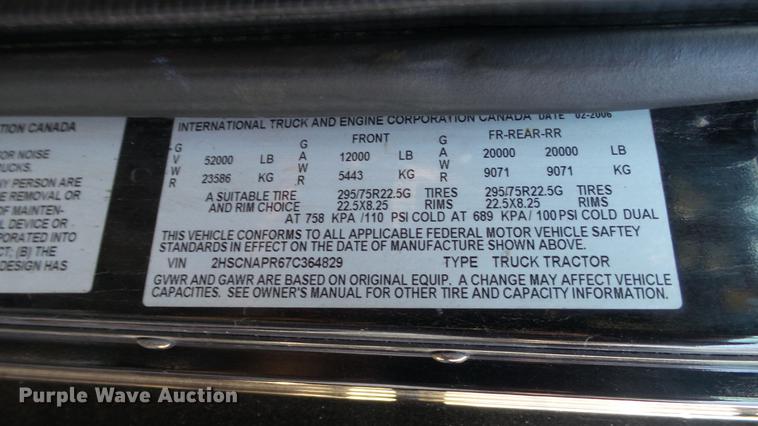 TION CANADA
OR NOISE
UCKS.
NY PERSON ARE
E REMOVAL OR
OF MAINTEN-
L DEVICE OR
PORATED INTO
CT; (B) THE
DESIGN HAS
INTERNATIONAL TRUCK AND ENGINE CORPORATION CANADA DATE 02-2006
G G FRONT G FR-REAR-RR
V 52000 LB A 12000 LB A 20000 20000 LB
W W W
R 23586 KG R 5443 KG R 9071 9071 KG
A SUITABLE TIRE 295/75R22.5G TIRES 295/75R22.5G TIRES
AND RIM CHOICE 22.5X8.25 RIMS 22.5X8.25 RIMS
AT 758 KPA /110 PSI COLD AT 689 KPA/ 100 PSI COLD DUAL
THIS VEHICLE CONFORMS TO ALL APPLICABLE FEDERAL MOTOR VEHICLE SAFTEY
STANDARDS IN EFFECT ON THE DATE OF MANUFACTURE SHOWN ABOVE.
VIN 2HSCNAPR67C364829 TYPE TRUCK TRACTOR
GVWR AND GAWR ARE BASED ON ORIGINAL EQUIP. A CHANGE MAY AFFECT VEHICLE
CAPACITIES. SEE OWNER'S MANUAL FOR OTHER TIRE AND CAPACITY INFORMATION.
Purple Wave Auction